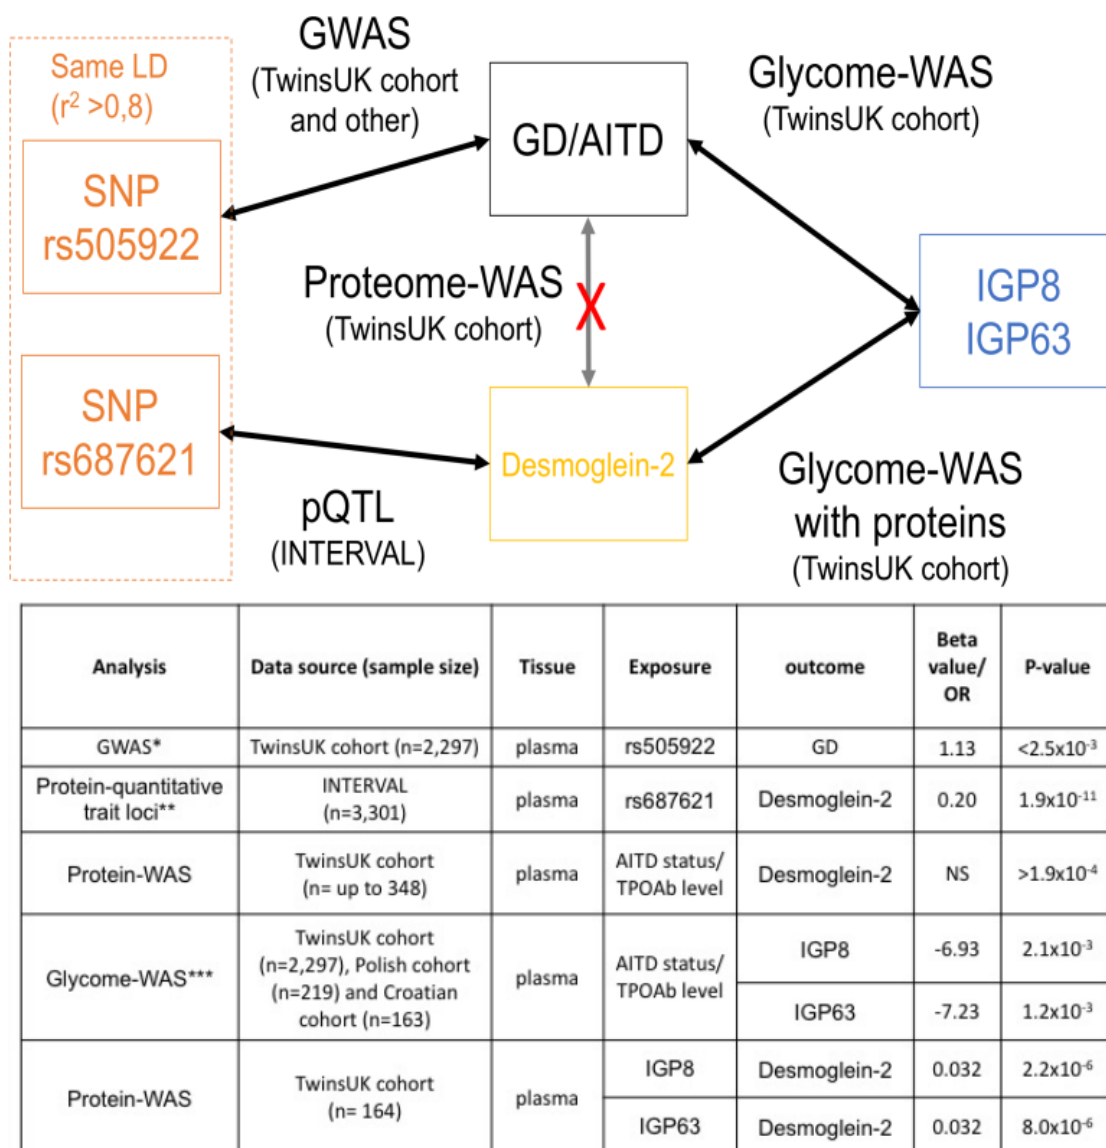 GWAS
(TwinsUK cohort
and other)
Same LD
(r² >0,8)
GD/AITD
Glycome-WAS
(TwinsUK cohort)
SNP
rs505922
Proteome-WAS
(TwinsUK cohort)
X
IGP8
IGP63
SNP
rs687621
Desmoglein-2
pQTL
(INTERVAL)
Glycome-WAS
with proteins
(TwinsUK cohort)
Analysis Data source (sample size) Tissue Exposure outcome Beta value/ OR P-value
GWAS* TwinsUK cohort (n=2,297) plasma rs505922 GD 1.13 <2.5x10⁻³
Protein-quantitative trait loci** INTERVAL (n=3,301) plasma rs687621 Desmoglein-2 0.20 1.9x10⁻¹¹
Protein-WAS TwinsUK cohort (n= up to 348) plasma AITD status/ TPOAb level Desmoglein-2 NS >1.9x10⁻⁴
Glycome-WAS*** TwinsUK cohort (n=2,297), Polish cohort (n=219) and Croatian cohort (n=163) plasma AITD status/ TPOAb level IGP8 -6.93 2.1x10⁻³
IGP63 -7.23 1.2x10⁻³
Protein-WAS TwinsUK cohort (n= 164) plasma IGP8 Desmoglein-2 0.032 2.2x10⁻⁶
IGP63 Desmoglein-2 0.032 8.0x10⁻⁶